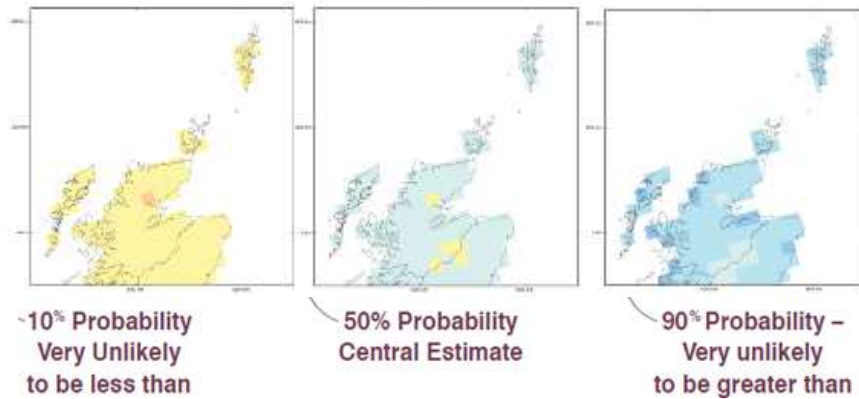 10% Probability
Very Unlikely
to be less than
50% Probability
Central Estimate
90% Probability –
Very unlikely
to be greater than